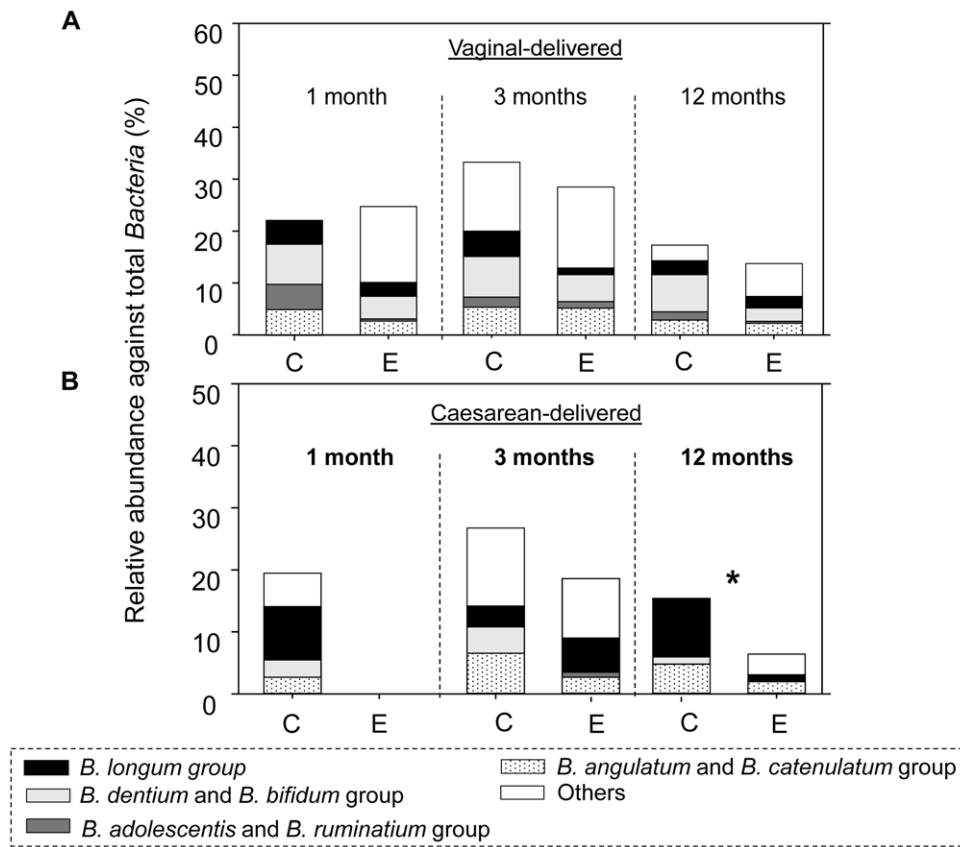 A
Relative abundance against total Bacteria (%)
60
50
40
30
20
10
0
Vaginal-delivered
1 month
3 months
12 months
C
E
C
E
C
E
B
50
40
30
20
10
0
Caesarean-delivered
1 month
3 months
12 months
*
C
E
C
E
C
E
B. longum group
B. dentium and B. bifidum group
B. adolescentis and B. ruminatium group
B. angulatum and B. catenulatum group
Others